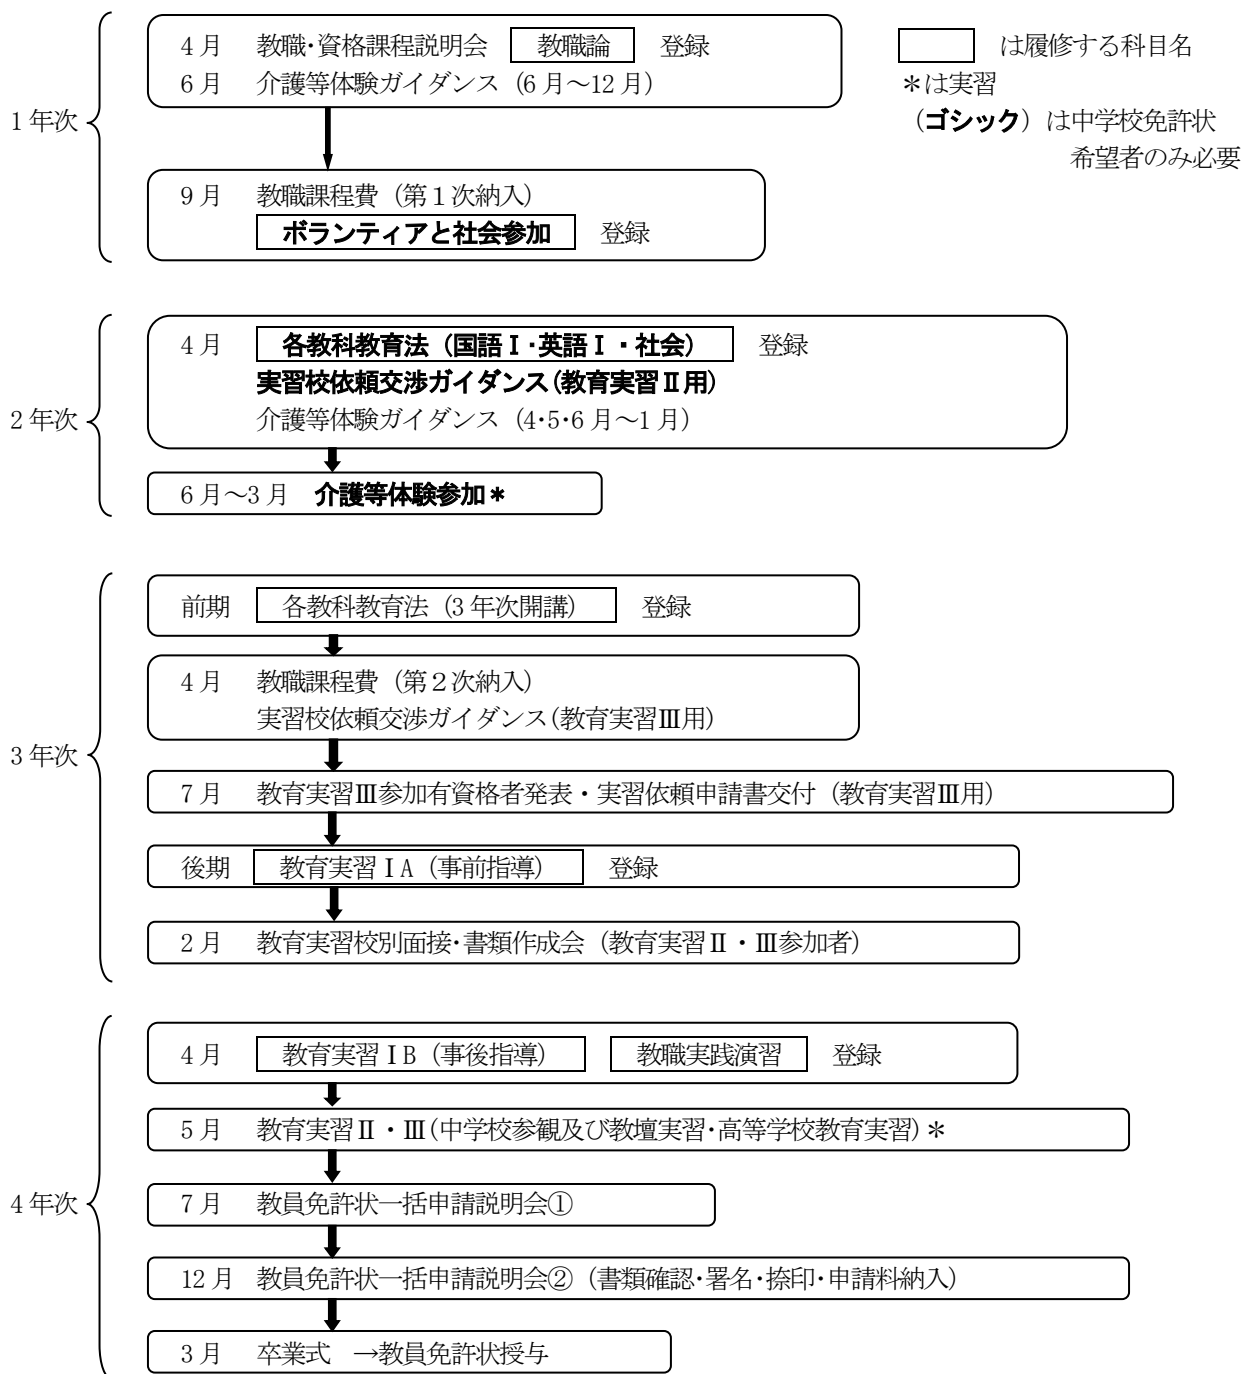 1年次
4月 教職・資格課程説明会 教職論 登録
6月 介護等体験ガイダンス（6月～12月）
は履修する科目名
＊は実習
（ゴシック）は中学校免許状
希望者のみ必要
9月 教職課程費（第１次納入）
ボランティアと社会参加 登録
2年次
4月 各教科教育法（国語Ⅰ・英語Ⅰ・社会） 登録
実習校依頼交渉ガイダンス(教育実習Ⅱ用)
介護等体験ガイダンス（4・5・6月～1月）
6月～3月 介護等体験参加＊
3年次
前期 各教科教育法（3年次開講） 登録
4月 教職課程費（第２次納入）
実習校依頼交渉ガイダンス(教育実習Ⅲ用)
7月 教育実習Ⅲ参加有資格者発表・実習依頼申請書交付（教育実習Ⅲ用）
後期 教育実習ⅠA（事前指導） 登録
2月 教育実習校別面接・書類作成会（教育実習Ⅱ・Ⅲ参加者）
4年次
4月 教育実習ⅠB（事後指導） 教職実践演習 登録
5月 教育実習Ⅱ・Ⅲ(中学校参観及び教壇実習・高等学校教育実習)＊
7月 教員免許状一括申請説明会①
12月 教員免許状一括申請説明会②（書類確認・署名・捺印・申請料納入）
3月 卒業式 →教員免許状授与